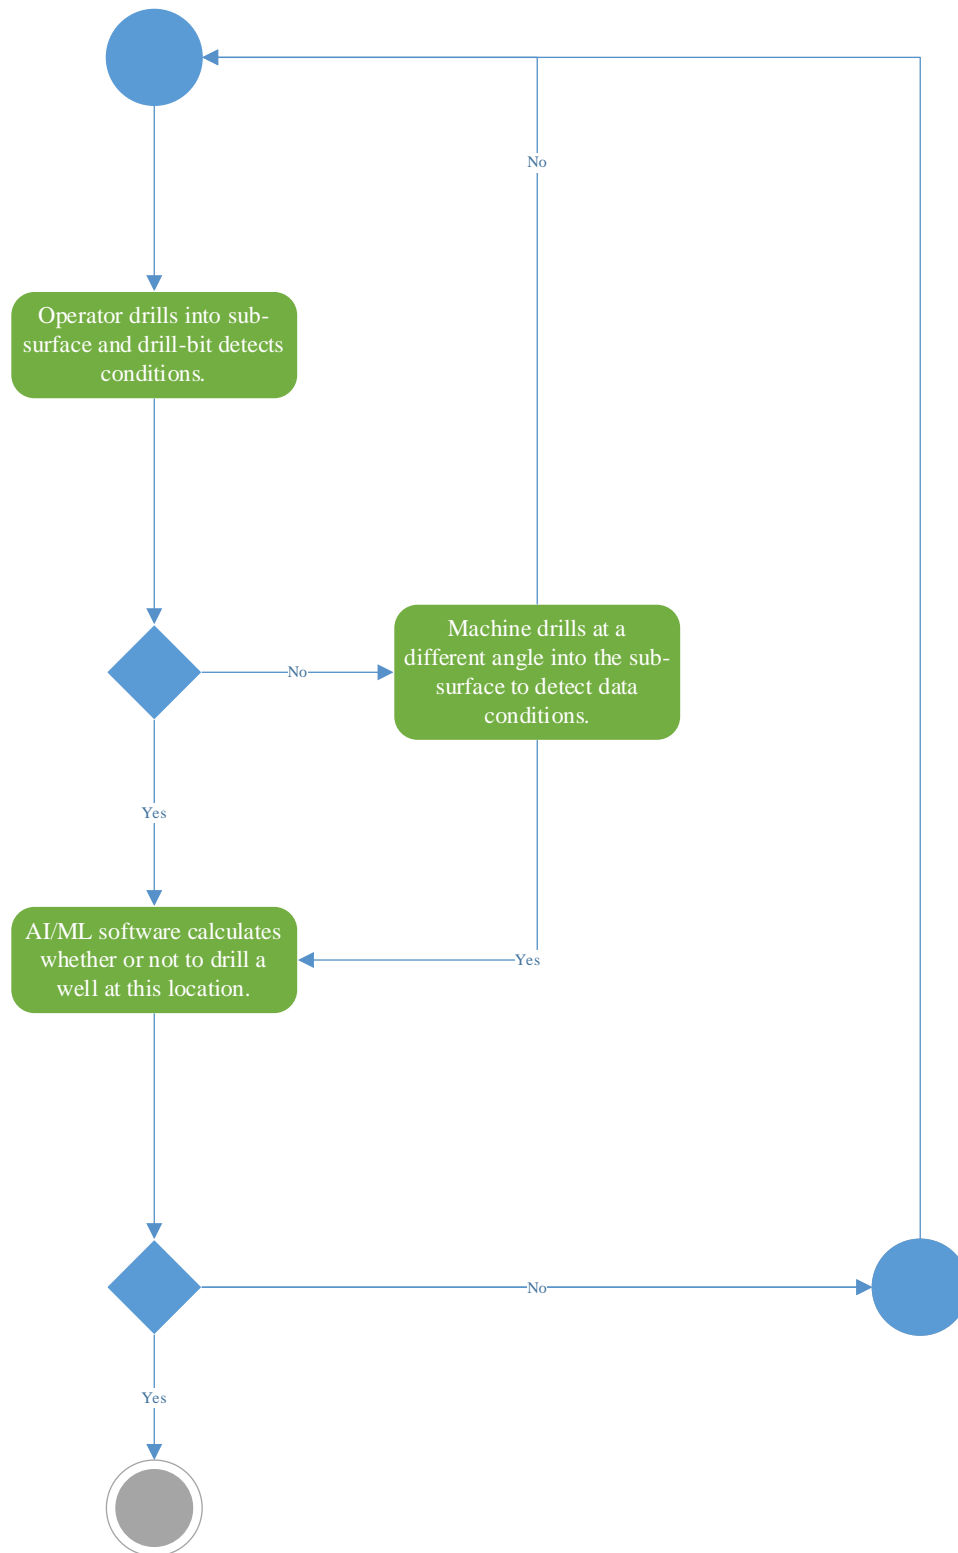 No
Operator drills into sub-
surface and drill-bit detects
conditions.
Machine drills at a
different angle into the sub-
surface to detect data
conditions.
No
Yes
AI/ML software calculates
whether or not to drill a
well at this location.
Yes
No
Yes